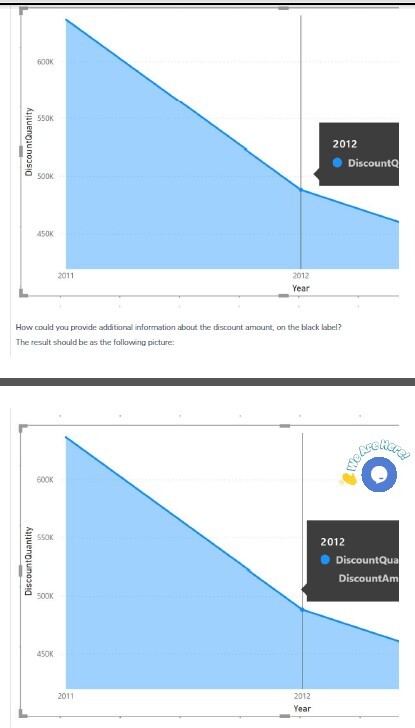 600K
550K
500K
450K
DiscountQuantity
2012
DiscountQ
2011
2012
Year
How could you provide additional information about the discount amount, on the black label?
The result should be as the following picture:
We Are Here!
600K
550K
500K
450K
DiscountQuantity
2012
DiscountQua
DiscountAm
2011
2012
Year